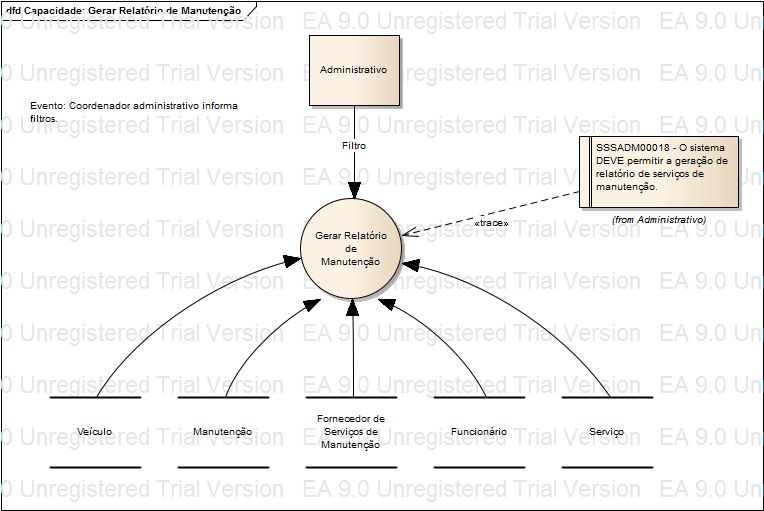 dfd Capacidade: Gerar Relatório de Manutenção
EA 9.0 Unregistered Trial Version
Administrativo
Evento: Coordenador administrativo informa
filtros.
Filtro
SSSADM00018 - O sistema
DEVE permitir a geração de
relatório de serviços de
manutenção.
(from Administrativo)
«trace»
Gerar Relatório
de
Manutenção
Veículo
Manutenção
Fornecedor de
Serviços de
Manutenção
Funcionário
Serviço